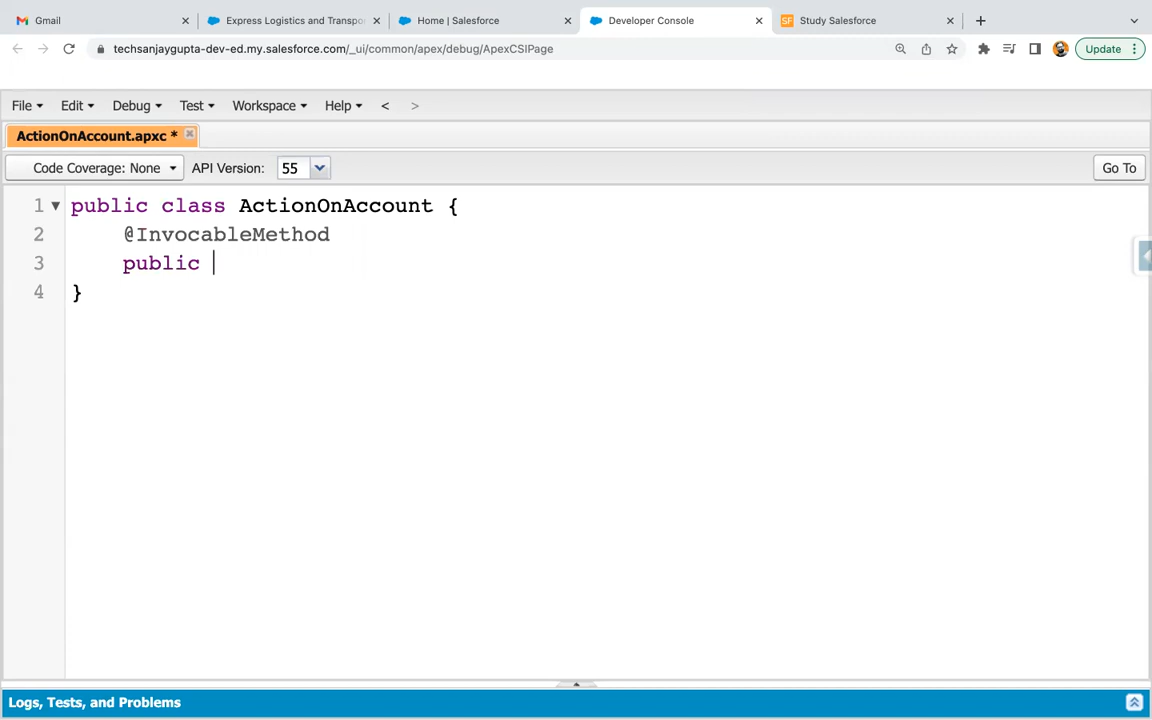 Gmail
Express Logistics and Transpo
Home | Salesforce
Developer Console
Study Salesforce
techsanjaygupta-dev-ed.my.salesforce.com/_ui/common/apex/debug/ApexCSIPage
Update
File Edit Debug Test Workspace Help < >
ActionOnAccount.apxc *
Code Coverage: None API Version: 55 Go To
1 public class ActionOnAccount {
2 @InvocableMethod
3 public
4 }
Logs, Tests, and Problems